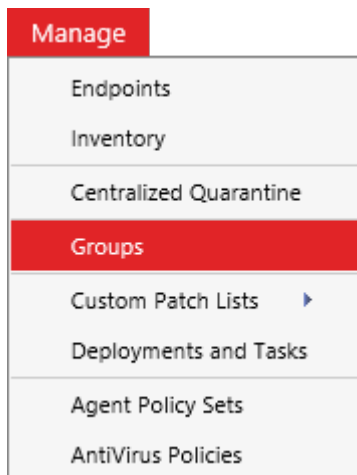 Manage
Endpoints
Inventory
Centralized Quarantine
Groups
Custom Patch Lists
Deployments and Tasks
Agent Policy Sets
AntiVirus Policies